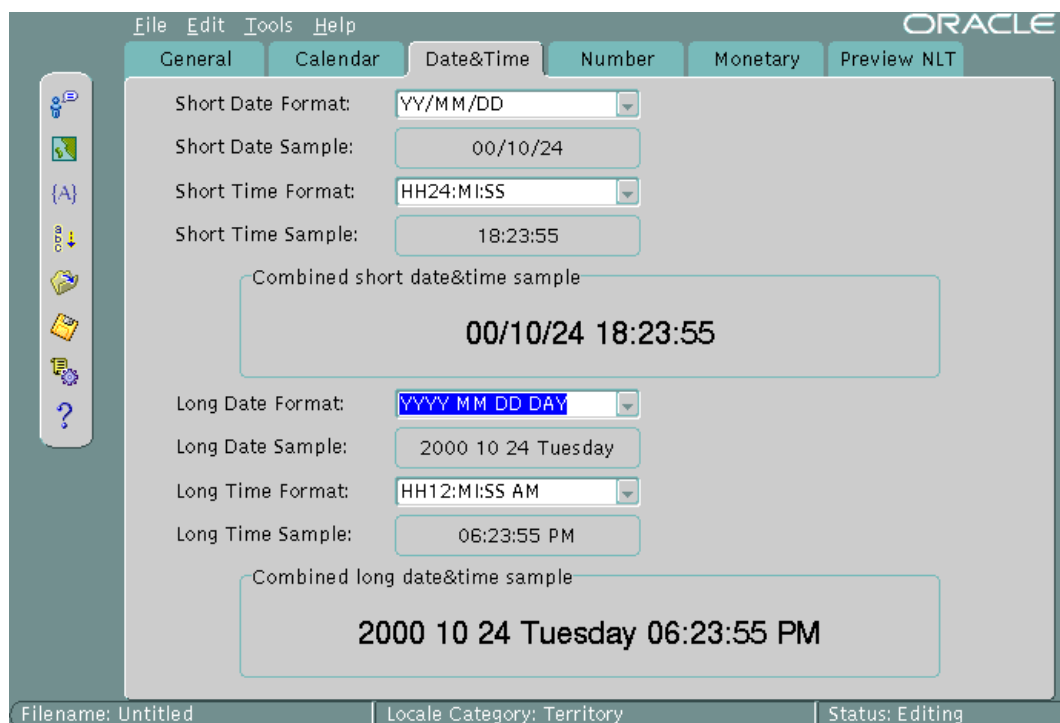 File Edit Tools Help
ORACLE
General Calendar Date&Time Number Monetary Preview NLT
Short Date Format: YY/MM/DD
Short Date Sample: 00/10/24
{A}
Short Time Format: HH24:MI:SS
a
b
c
Short Time Sample: 18:23:55
Combined short date&time sample
00/10/24 18:23:55
?
Long Date Format: YYYY MM DD DAY
Long Date Sample: 2000 10 24 Tuesday
Long Time Format: HH12:MI:SS AM
Long Time Sample: 06:23:55 PM
Combined long date&time sample
2000 10 24 Tuesday 06:23:55 PM
Filename: Untitled Locale Category: Territory Status: Editing